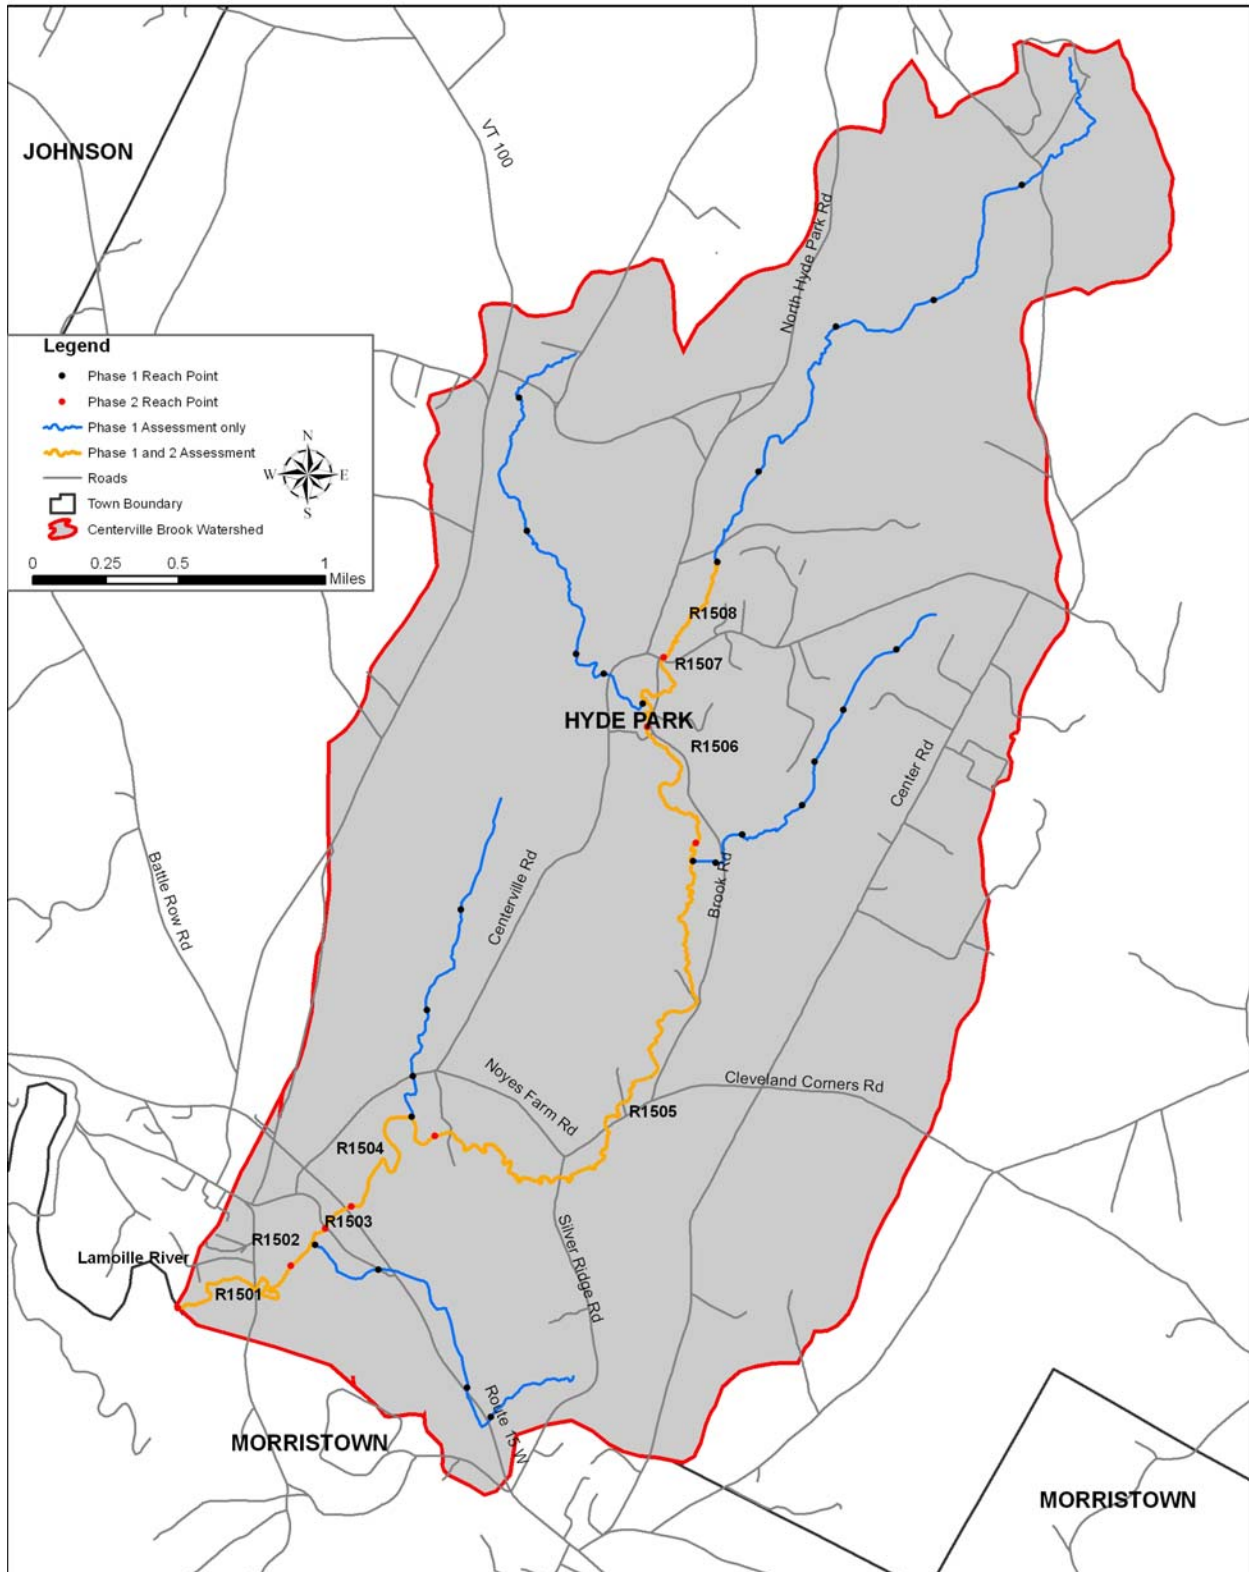 JOHNSON
VT 100
North Hyde Park Rd
Legend
Phase 1 Reach Point
Phase 2 Reach Point
Phase 1 Assessment only
Phase 1 and 2 Assessment
Roads
Town Boundary
Centerville Brook Watershed
N
W E
S
0 0.25 0.5 1
Miles
R1508
R1507
HYDE PARK
R1506
Center Rd
Battle Row Rd
Centerville Rd
Brook Rd
Noyes Farm Rd
Cleveland Corners Rd
R1505
R1504
R1503
R1502
Lamoille River
R1501
Silver Ridge Rd
Route 15 W
MORRISTOWN
MORRISTOWN